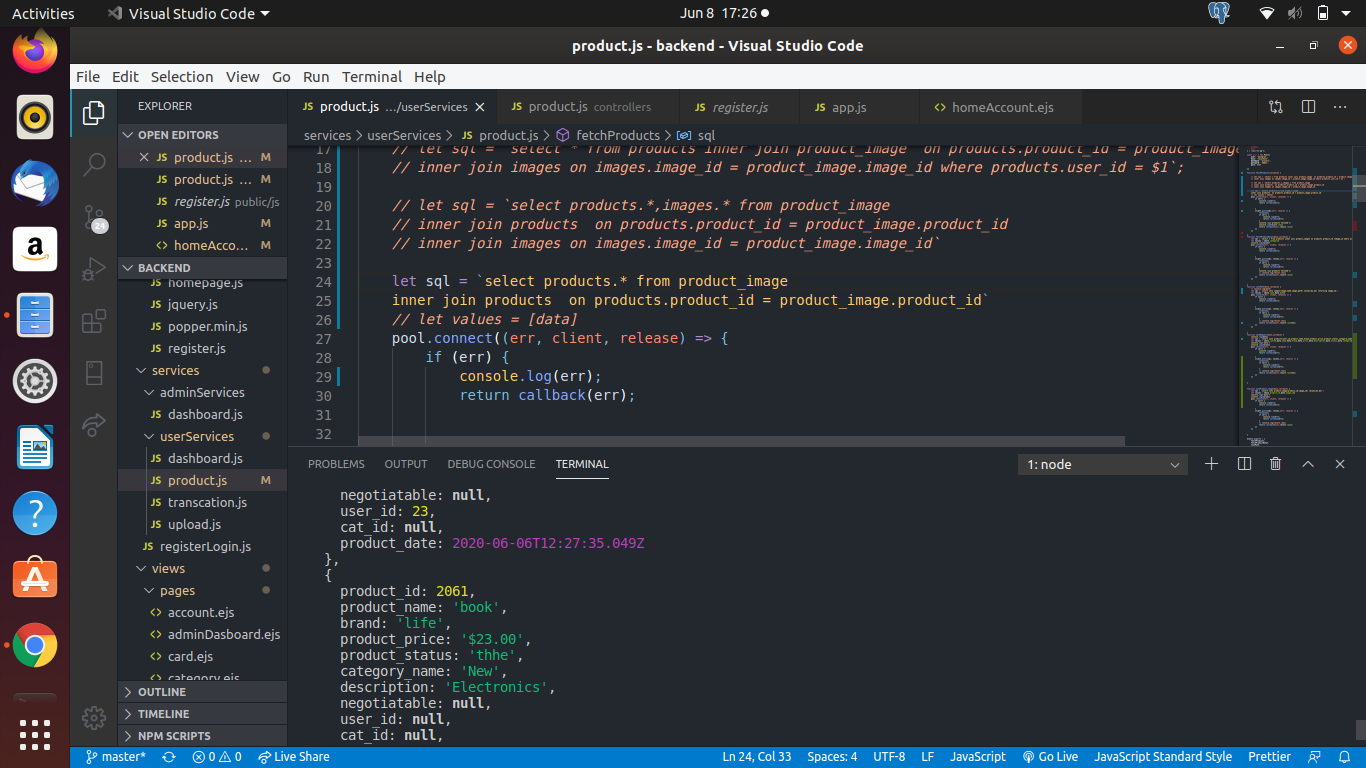 Activities
Visual Studio Code
Jun 8 17:26
product.js - backend - Visual Studio Code
File Edit Selection View Go Run Terminal Help
EXPLORER
OPEN EDITORS
JS product.js ... M
JS product.js ... M
JS register.js public/js
JS app.js M
<> homeAcco... M
24
BACKEND
JS homepage.js
JS jquery.js
JS popper.min.js
JS register.js
services
adminServices
JS dashboard.js
userServices
JS dashboard.js
JS product.js M
JS transcation.js
JS upload.js
JS registerLogin.js
views
pages
<> account.ejs
<> adminDasboard.ejs
<> card.ejs
<> category.ejs
OUTLINE
TIMELINE
NPM SCRIPTS
JS product.js .../userServices
JS product.js controllers
JS register.js
JS app.js
<> homeAccount.ejs
services > userServices > JS product.js > fetchProducts > sql
17 // let sql = `select * from products inner join product_image on products.product_id = product_imag
18 // inner join images on images.image_id = product_image.image_id where products.user_id = $1`;
19
20 // let sql = `select products.*,images.* from product_image
21 // inner join products  on products.product_id = product_image.product_id
22 // inner join images on images.image_id = product_image.image_id`
23
24 let sql = `select products.* from product_image
25 inner join products  on products.product_id = product_image.product_id`
26 // let values = [data]
27 pool.connect((err, client, release) => {
28 if (err) {
29 console.log(err);
30 return callback(err);
31
32
PROBLEMS OUTPUT DEBUG CONSOLE TERMINAL
1: node
negotiatable: null,
user_id: 23,
cat_id: null,
product_date: 2020-06-06T12:27:35.049Z
},
{
product_id: 2061,
product_name: 'book',
brand: 'life',
product_price: '$23.00',
product_status: 'thhe',
category_name: 'New',
description: 'Electronics',
negotiatable: null,
user_id: null,
cat_id: null,
master* 0 0 Live Share
Ln 24, Col 33 Spaces: 4 UTF-8 LF JavaScript Go Live JavaScript Standard Style Prettier